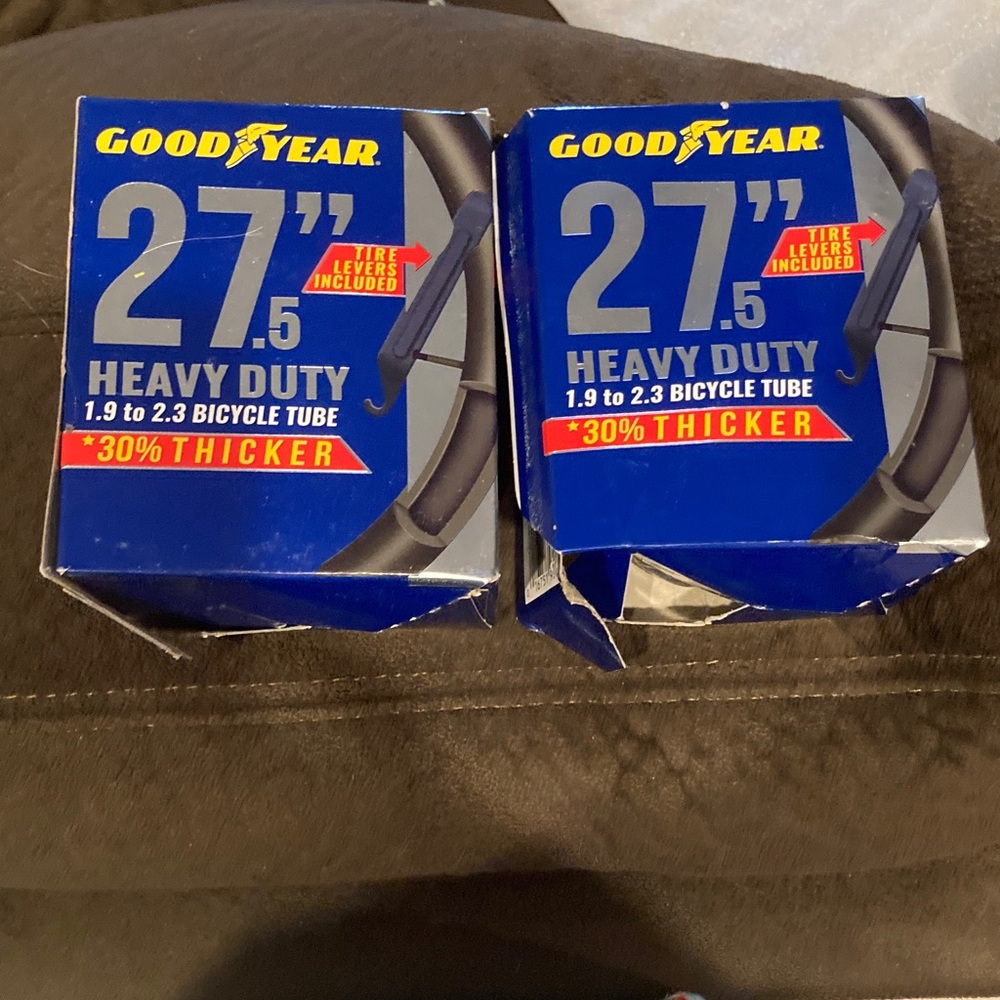 GOODYEAR
27.5"
TIRE
LEVERS
INCLUDED
HEAVY DUTY
1.9 to 2.3 BICYCLE TUBE
*30% THICKER
GOODYEAR
27.5"
TIRE
LEVERS
INCLUDED
HEAVY DUTY
1.9 to 2.3 BICYCLE TUBE
*30% THICKER